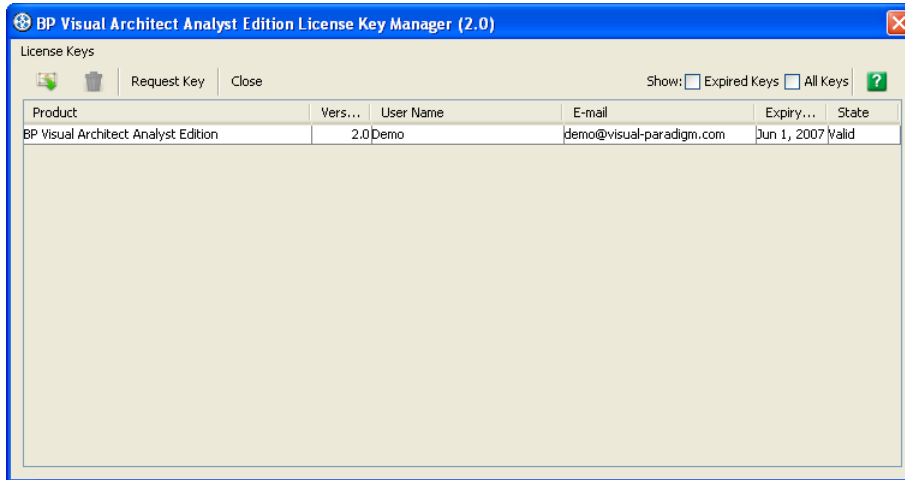 BP Visual Architect Analyst Edition License Key Manager (2.0)
License Keys
Request Key Close Show: Expired Keys All Keys ?
Product Vers... User Name E-mail Expiry... State
BP Visual Architect Analyst Edition 2.0 Demo demo@visual-paradigm.com Jun 1, 2007 Valid